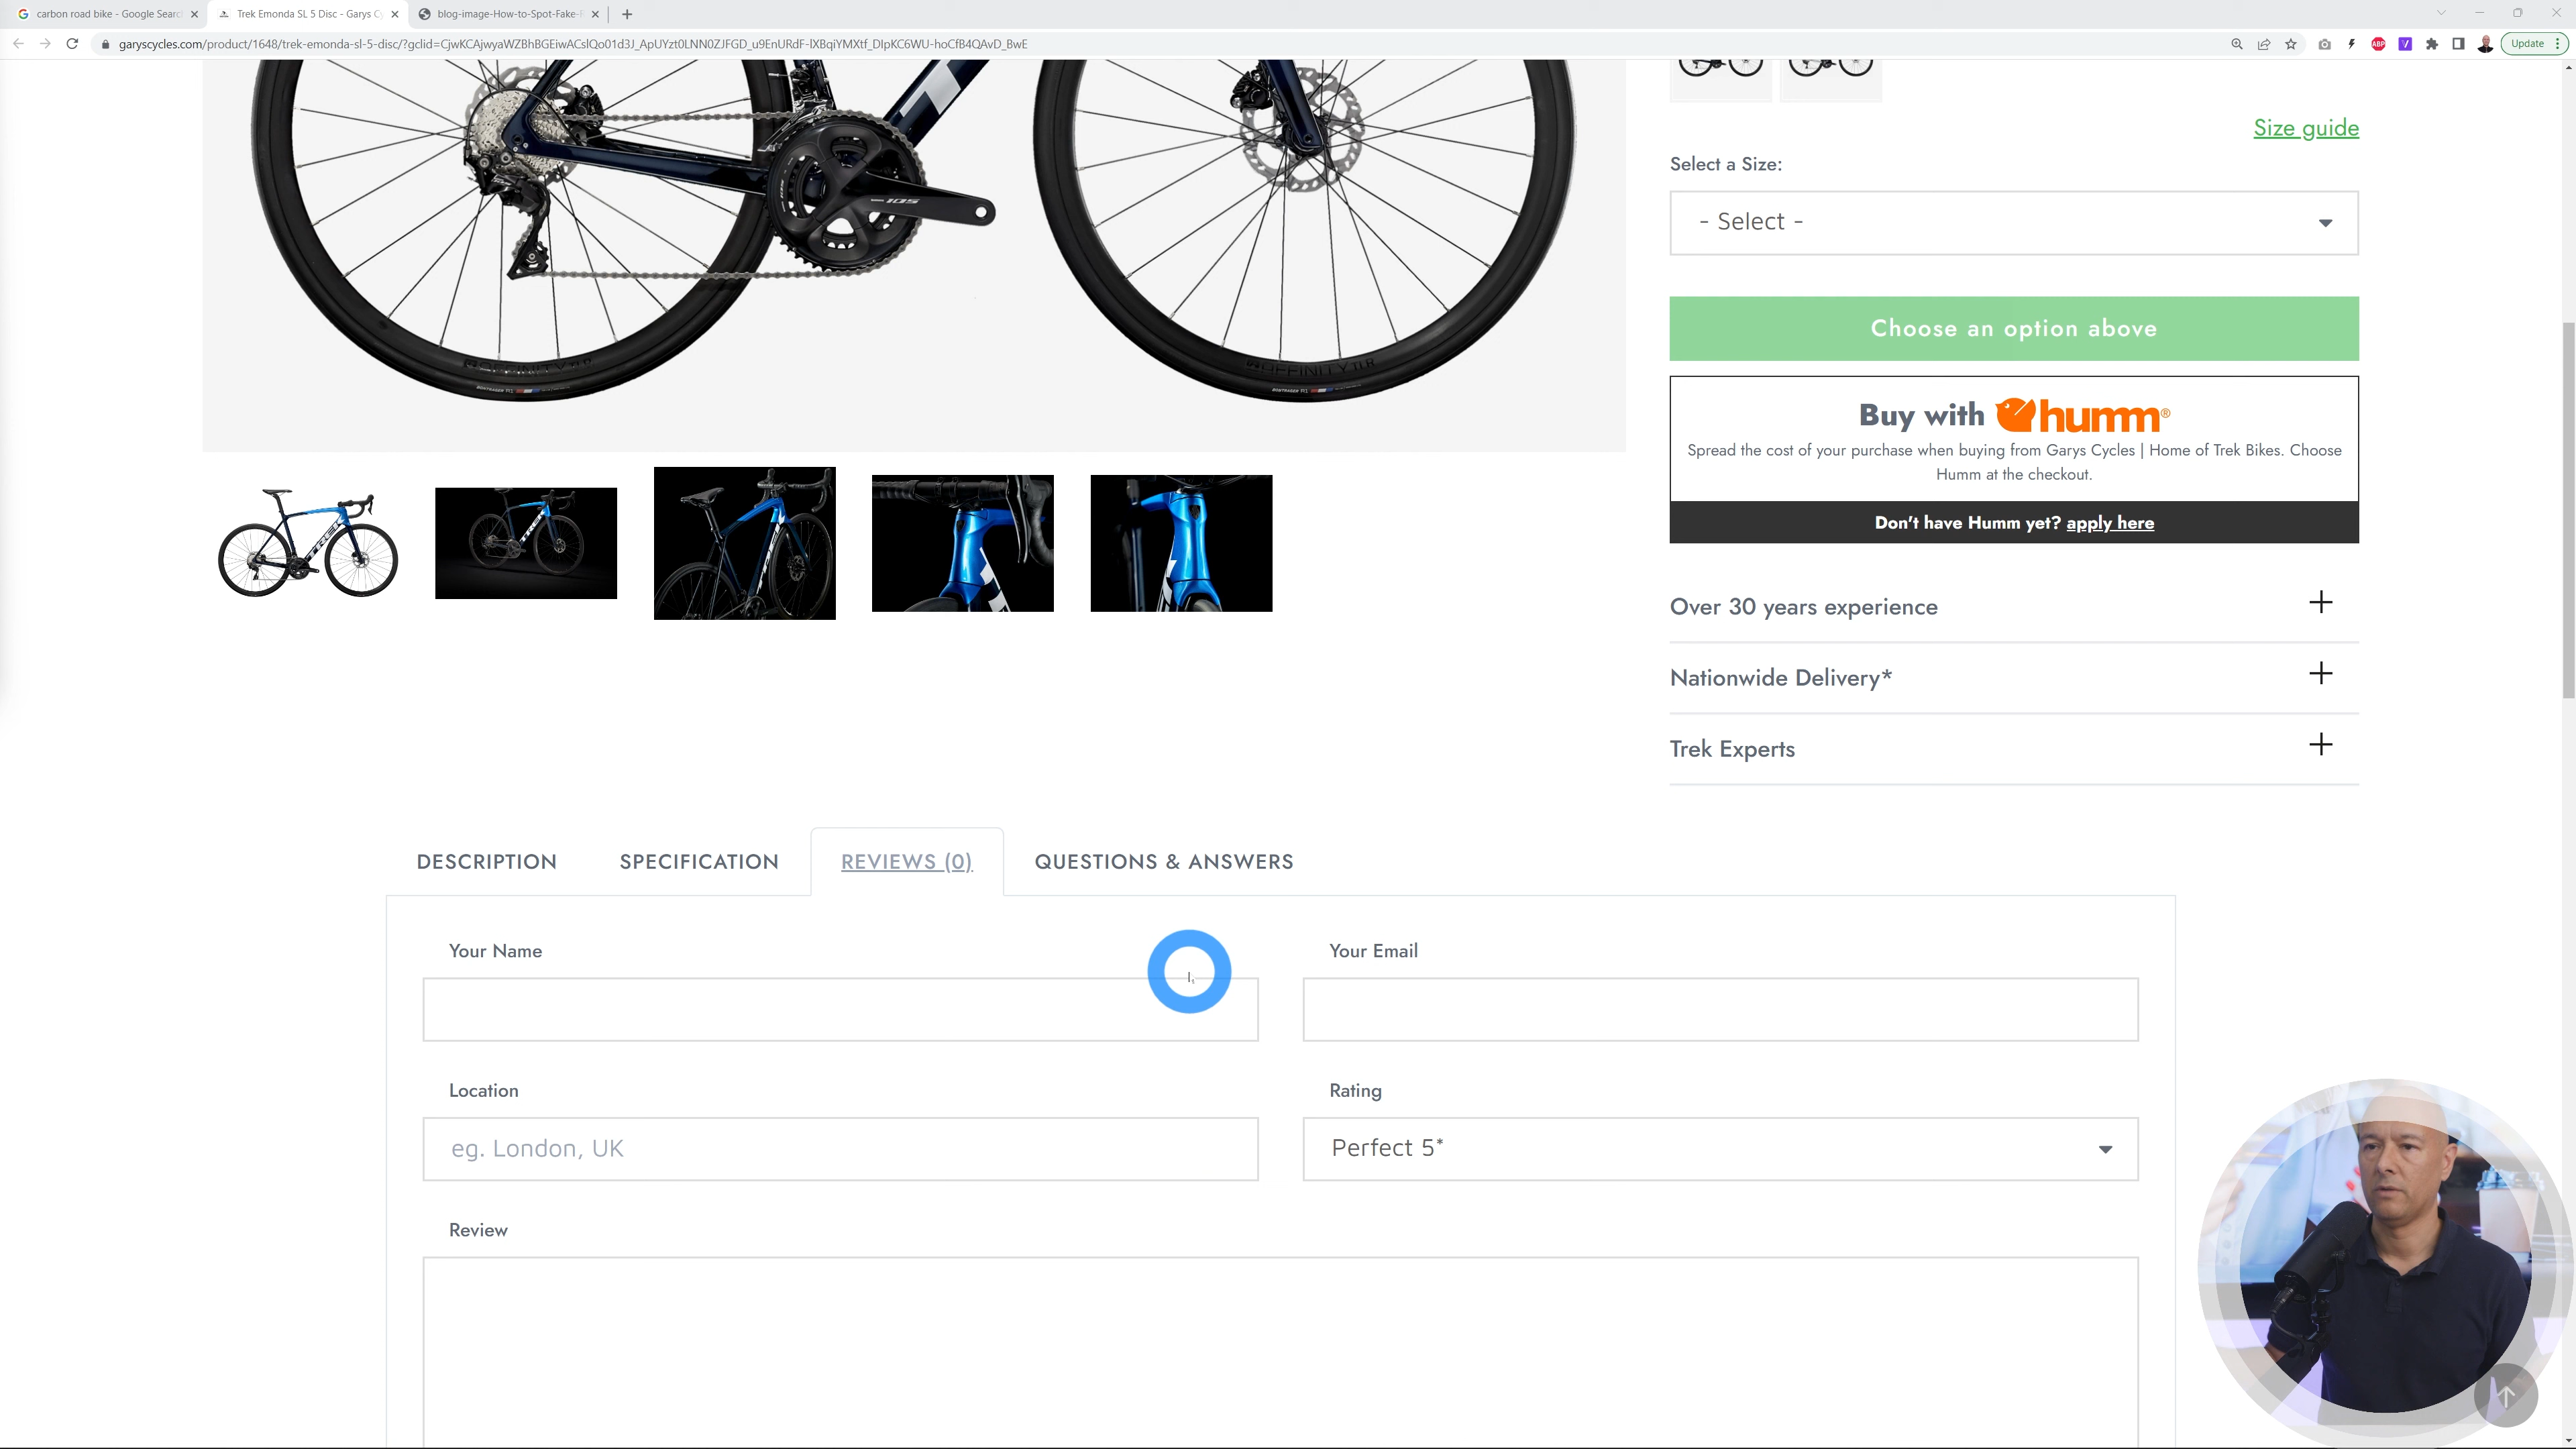 carbon road bike - Google Searc
Trek Emonda SL 5 Disc - Garys C
blog-image-How-to-Spot-Fake-
garyscycles.com/product/1648/trek-emonda-sl-5-disc/?gclid=CjwKCAjwyaWZBhBGEiwACslQo01d3J_ApUYzt0LNN0ZJFGD_u9EnURdF-lXBqiYMXtf_DIpKC6WU-hoCfB4QAvD_BwE
ABP
Update
105
TREK
Size guide
Select a Size:
- Select -
Choose an option above
Buy with humm®
Spread the cost of your purchase when buying from Garys Cycles | Home of Trek Bikes. Choose
Humm at the checkout.
Don't have Humm yet? apply here
Over 30 years experience
Nationwide Delivery*
Trek Experts
DESCRIPTION
SPECIFICATION
REVIEWS (0)
QUESTIONS & ANSWERS
Your Name
Your Email
Location
Rating
eg. London, UK
Perfect 5*
Review